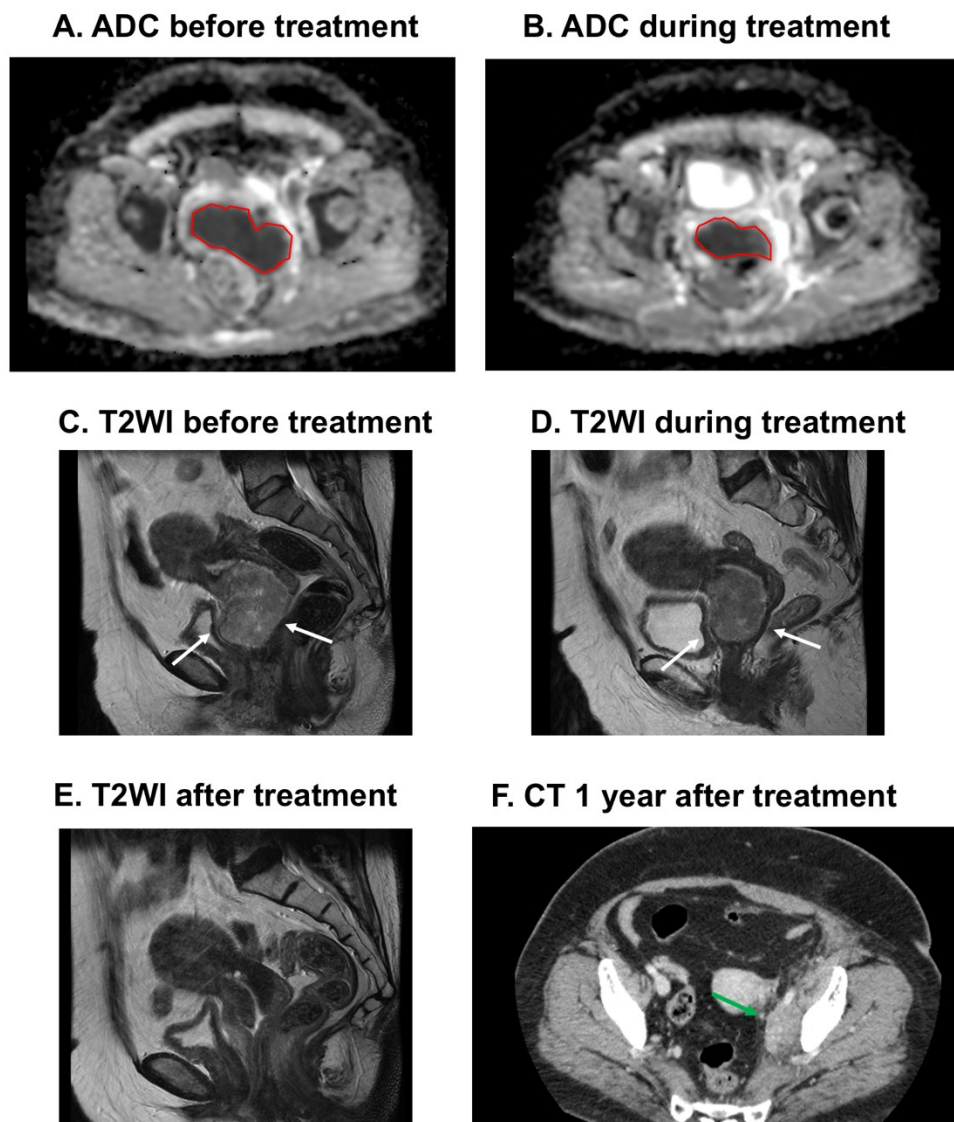 A. ADC before treatment
B. ADC during treatment
C. T2WI before treatment
D. T2WI during treatment
E. T2WI after treatment
F. CT 1 year after treatment